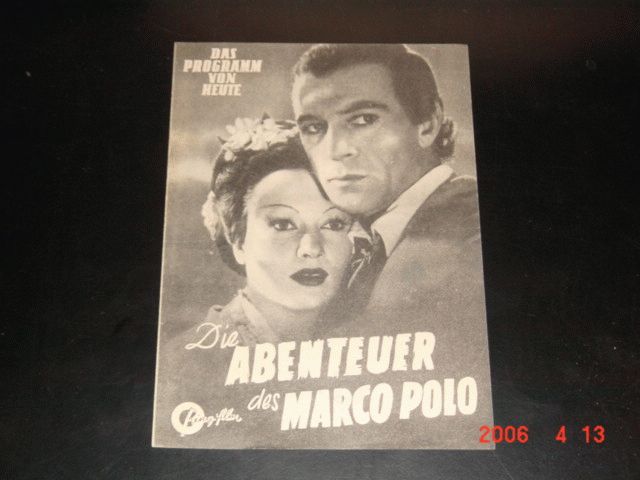 DAS
PROGRAMM
VON
HEUTE
Die
ABENTEUER
des MARCO POLO
2006 4 13